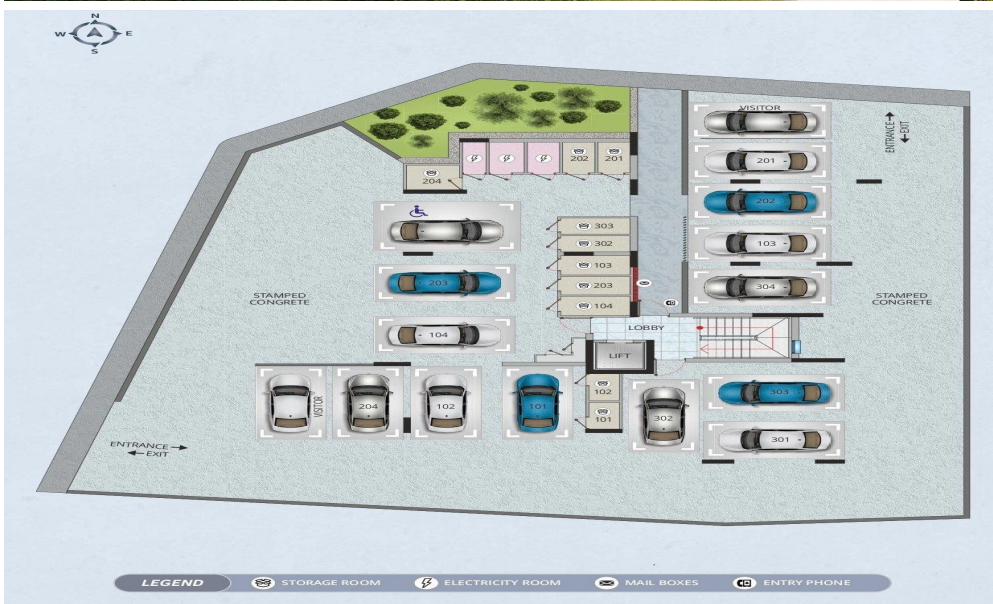 N
W E
S
VISITOR
ENTRANCE
EXIT
201
202
103
304
202
201
204
303
302
103
203
104
203
104
STAMPED
CONCRETE
STAMPED
CONCRETE
LOBBY
LIFT
VISITOR
204
102
101
102
101
302
303
301
ENTRANCE
EXIT
LEGEND
STORAGE ROOM
ELECTRICITY ROOM
MAIL BOXES
ENTRY PHONE